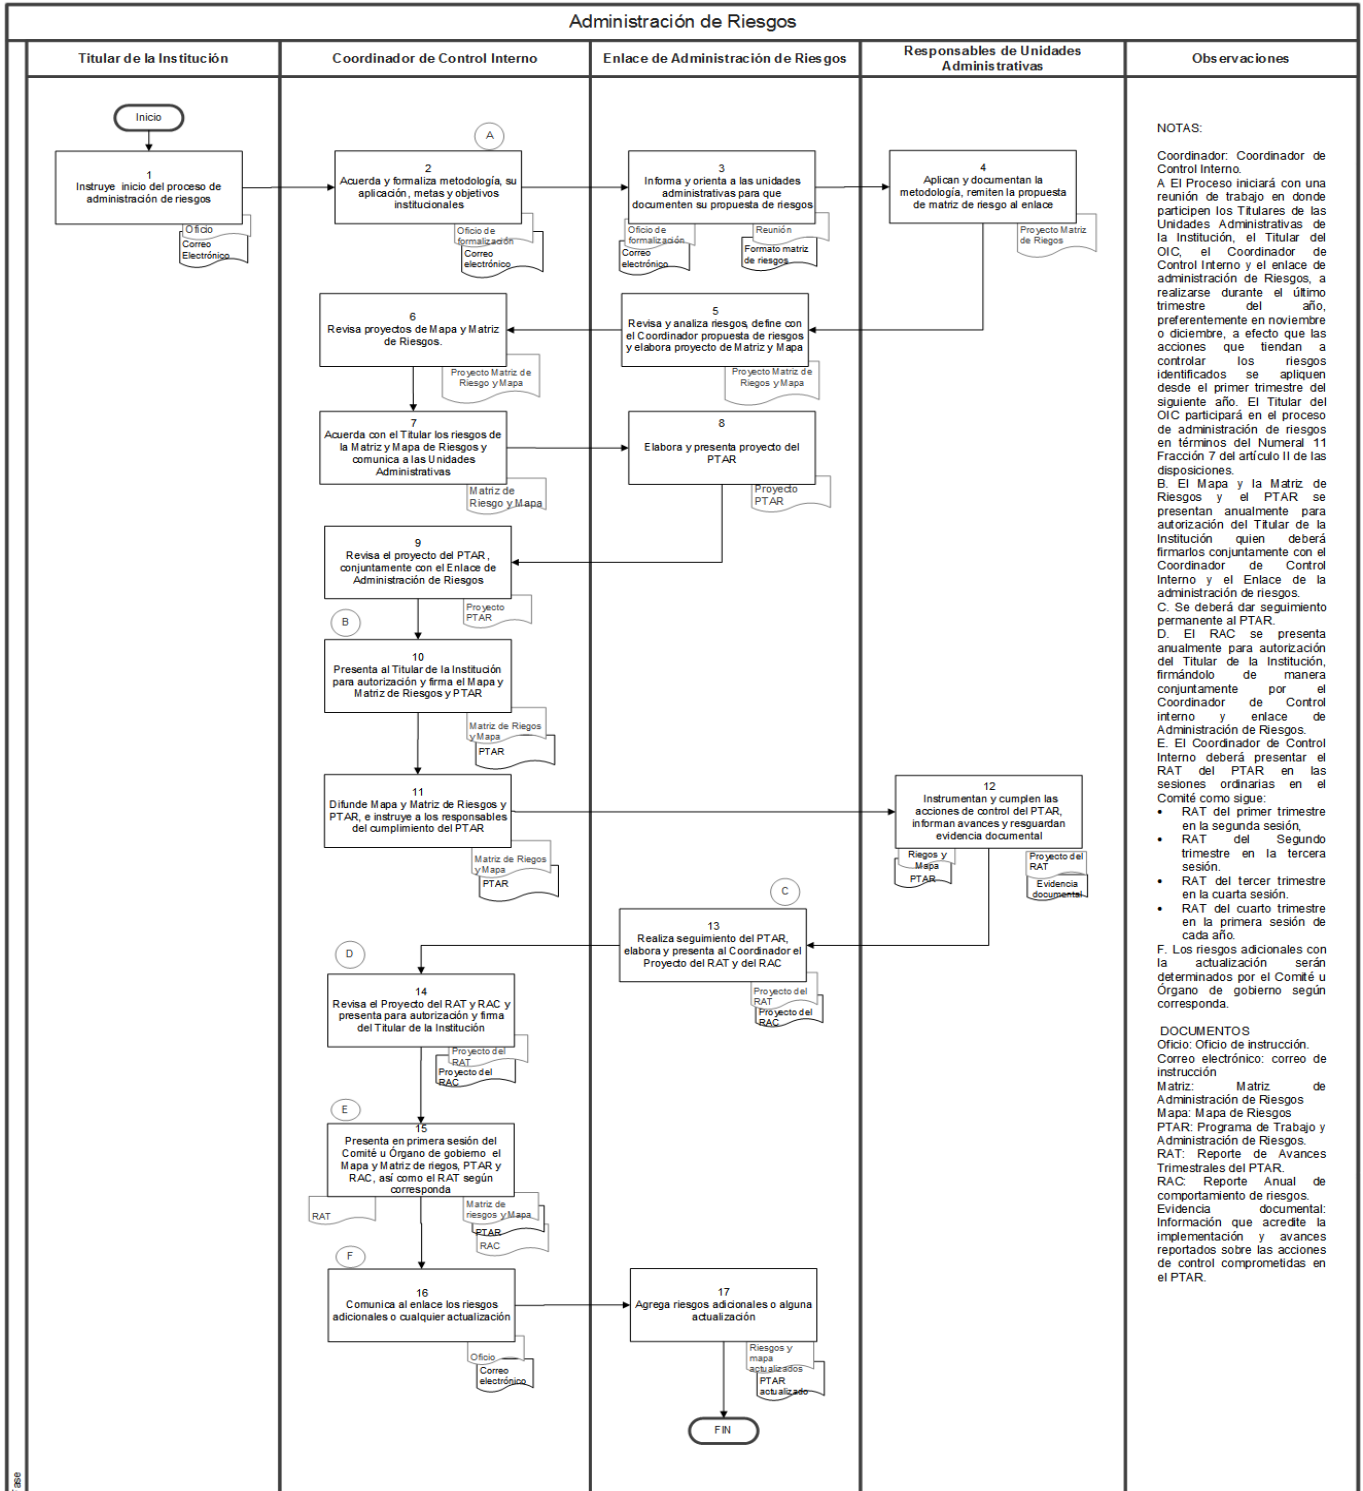 Administración de Riesgos
Titular de la Institución
Coordinador de Control Interno
Enlace de Administración de Riesgos
Responsables de Unidades
Administrativas
Observaciones
Inicio
1
Instruye inicio del proceso de
administración de riesgos
Oficio
Correo
Electrónico
A
2
Acuerda y formaliza metodología, su
aplicación, metas y objetivos
institucionales
Oficio de
formalización
Correo
electrónico
3
Informa y orienta a las unidades
administrativas para que
documenten su propuesta de riesgos
Oficio de
formalización
Correo
electrónico
Reunión
Formato matriz
de riesgos
4
Aplican y documentan la
metodología, remiten la propuesta
de matriz de riesgo al enlace
Proyecto Matriz
de Riegos
5
Revisa y analiza riesgos, define con
el Coordinador propuesta de riesgos
y elabora proyecto de Matriz y Mapa
Proyecto Matriz de
Riegos y Mapa
6
Revisa proyectos de Mapa y Matriz
de Riesgos.
Proyecto Matriz de
Riesgo y Mapa
7
Acuerda con el Titular los riesgos de
la Matriz y Mapa de Riesgos y
comunica a las Unidades
Administrativas
Matriz de
Riesgo y Mapa
8
Elabora y presenta proyecto del
PTAR
Proyecto
PTAR
9
Revisa el proyecto del PTAR,
conjuntamente con el Enlace de
Administración de Riesgos
Proyecto
PTAR
B
10
Presenta al Titular de la Institución
para autorización y firma el Mapa y
Matriz de Riesgos y PTAR
Matriz de Riegos
y Mapa
PTAR
11
Difunde Mapa y Matriz de Riesgos y
PTAR, e instruye a los responsables
del cumplimiento del PTAR
Matriz de Riegos
y Mapa
PTAR
12
Instrumentan y cumplen las
acciones de control del PTAR,
informan avances y resguardan
evidencia documental
Riegos y
Mapa
PTAR
Proyecto del
RAT
Evidencia
documental
C
13
Realiza seguimiento del PTAR,
elabora y presenta al Coordinador el
Proyecto del RAT y del RAC
Proyecto del
RAT
Proyecto del
RAC
D
14
Revisa el Proyecto del RAT y RAC y
presenta para autorización y firma
del Titular de la Institución
Proyecto del
RAT
Proyecto del
RAC
E
15
Presenta en primera sesión del
Comité u Órgano de gobierno el
Mapa y Matriz de riegos, PTAR y
RAC, así como el RAT según
corresponda
RAT
Matriz de
riesgos y Mapa
PTAR
RAC
F
16
Comunica al enlace los riesgos
adicionales o cualquier actualización
Oficio
Correo
electrónico
17
Agrega riesgos adicionales o alguna
actualización
Riesgos y
mapa
actualizados
PTAR
actualizado
FIN
NOTAS:
Coordinador: Coordinador de
Control Interno.
A El Proceso iniciará con una
reunión de trabajo en donde
participen los Titulares de las
Unidades Administrativas de
la Institución, el Titular del
OIC, el Coordinador de
Control Interno y el enlace de
administración de Riesgos, a
realizarse durante el último
trimestre del año,
preferentemente en noviembre
o diciembre, a efecto que las
acciones que tiendan a
controlar los riesgos
identificados se apliquen
desde el primer trimestre del
siguiente año. El Titular del
OIC participará en el proceso
de administración de riesgos
en términos del Numeral 11
Fracción 7 del artículo II de las
disposiciones.
B. El Mapa y la Matriz de
Riesgos y el PTAR se
presentan anualmente para
autorización del Titular de la
Institución quien deberá
firmarlos conjuntamente con el
Coordinador de Control
Interno y el Enlace de la
administración de riesgos.
C. Se deberá dar seguimiento
permanente al PTAR.
D. El RAC se presenta
anualmente para autorización
del Titular de la Institución,
firmándolo de manera
conjuntamente por el
Coordinador de Control
interno y enlace de
Administración de Riesgos.
E. El Coordinador de Control
Interno deberá presentar el
RAT del PTAR en las
sesiones ordinarias en el
Comité como sigue:
• RAT del primer trimestre
en la segunda sesión,
• RAT del Segundo
trimestre en la tercera
sesión.
• RAT del tercer trimestre
en la cuarta sesión.
• RAT del cuarto trimestre
en la primera sesión de
cada año.
F. Los riesgos adicionales con
la actualización serán
determinados por el Comité u
Órgano de gobierno según
corresponda.
DOCUMENTOS
Oficio: Oficio de instrucción.
Correo electrónico: correo de
instrucción
Matriz: Matriz de
Administración de Riesgos
Mapa: Mapa de Riesgos
PTAR: Programa de Trabajo y
Administración de Riesgos.
RAT: Reporte de Avances
Trimestrales del PTAR.
RAC: Reporte Anual de
comportamiento de riesgos.
Evidencia documental:
Información que acredite la
implementación y avances
reportados sobre las acciones
de control comprometidas en
el PTAR.